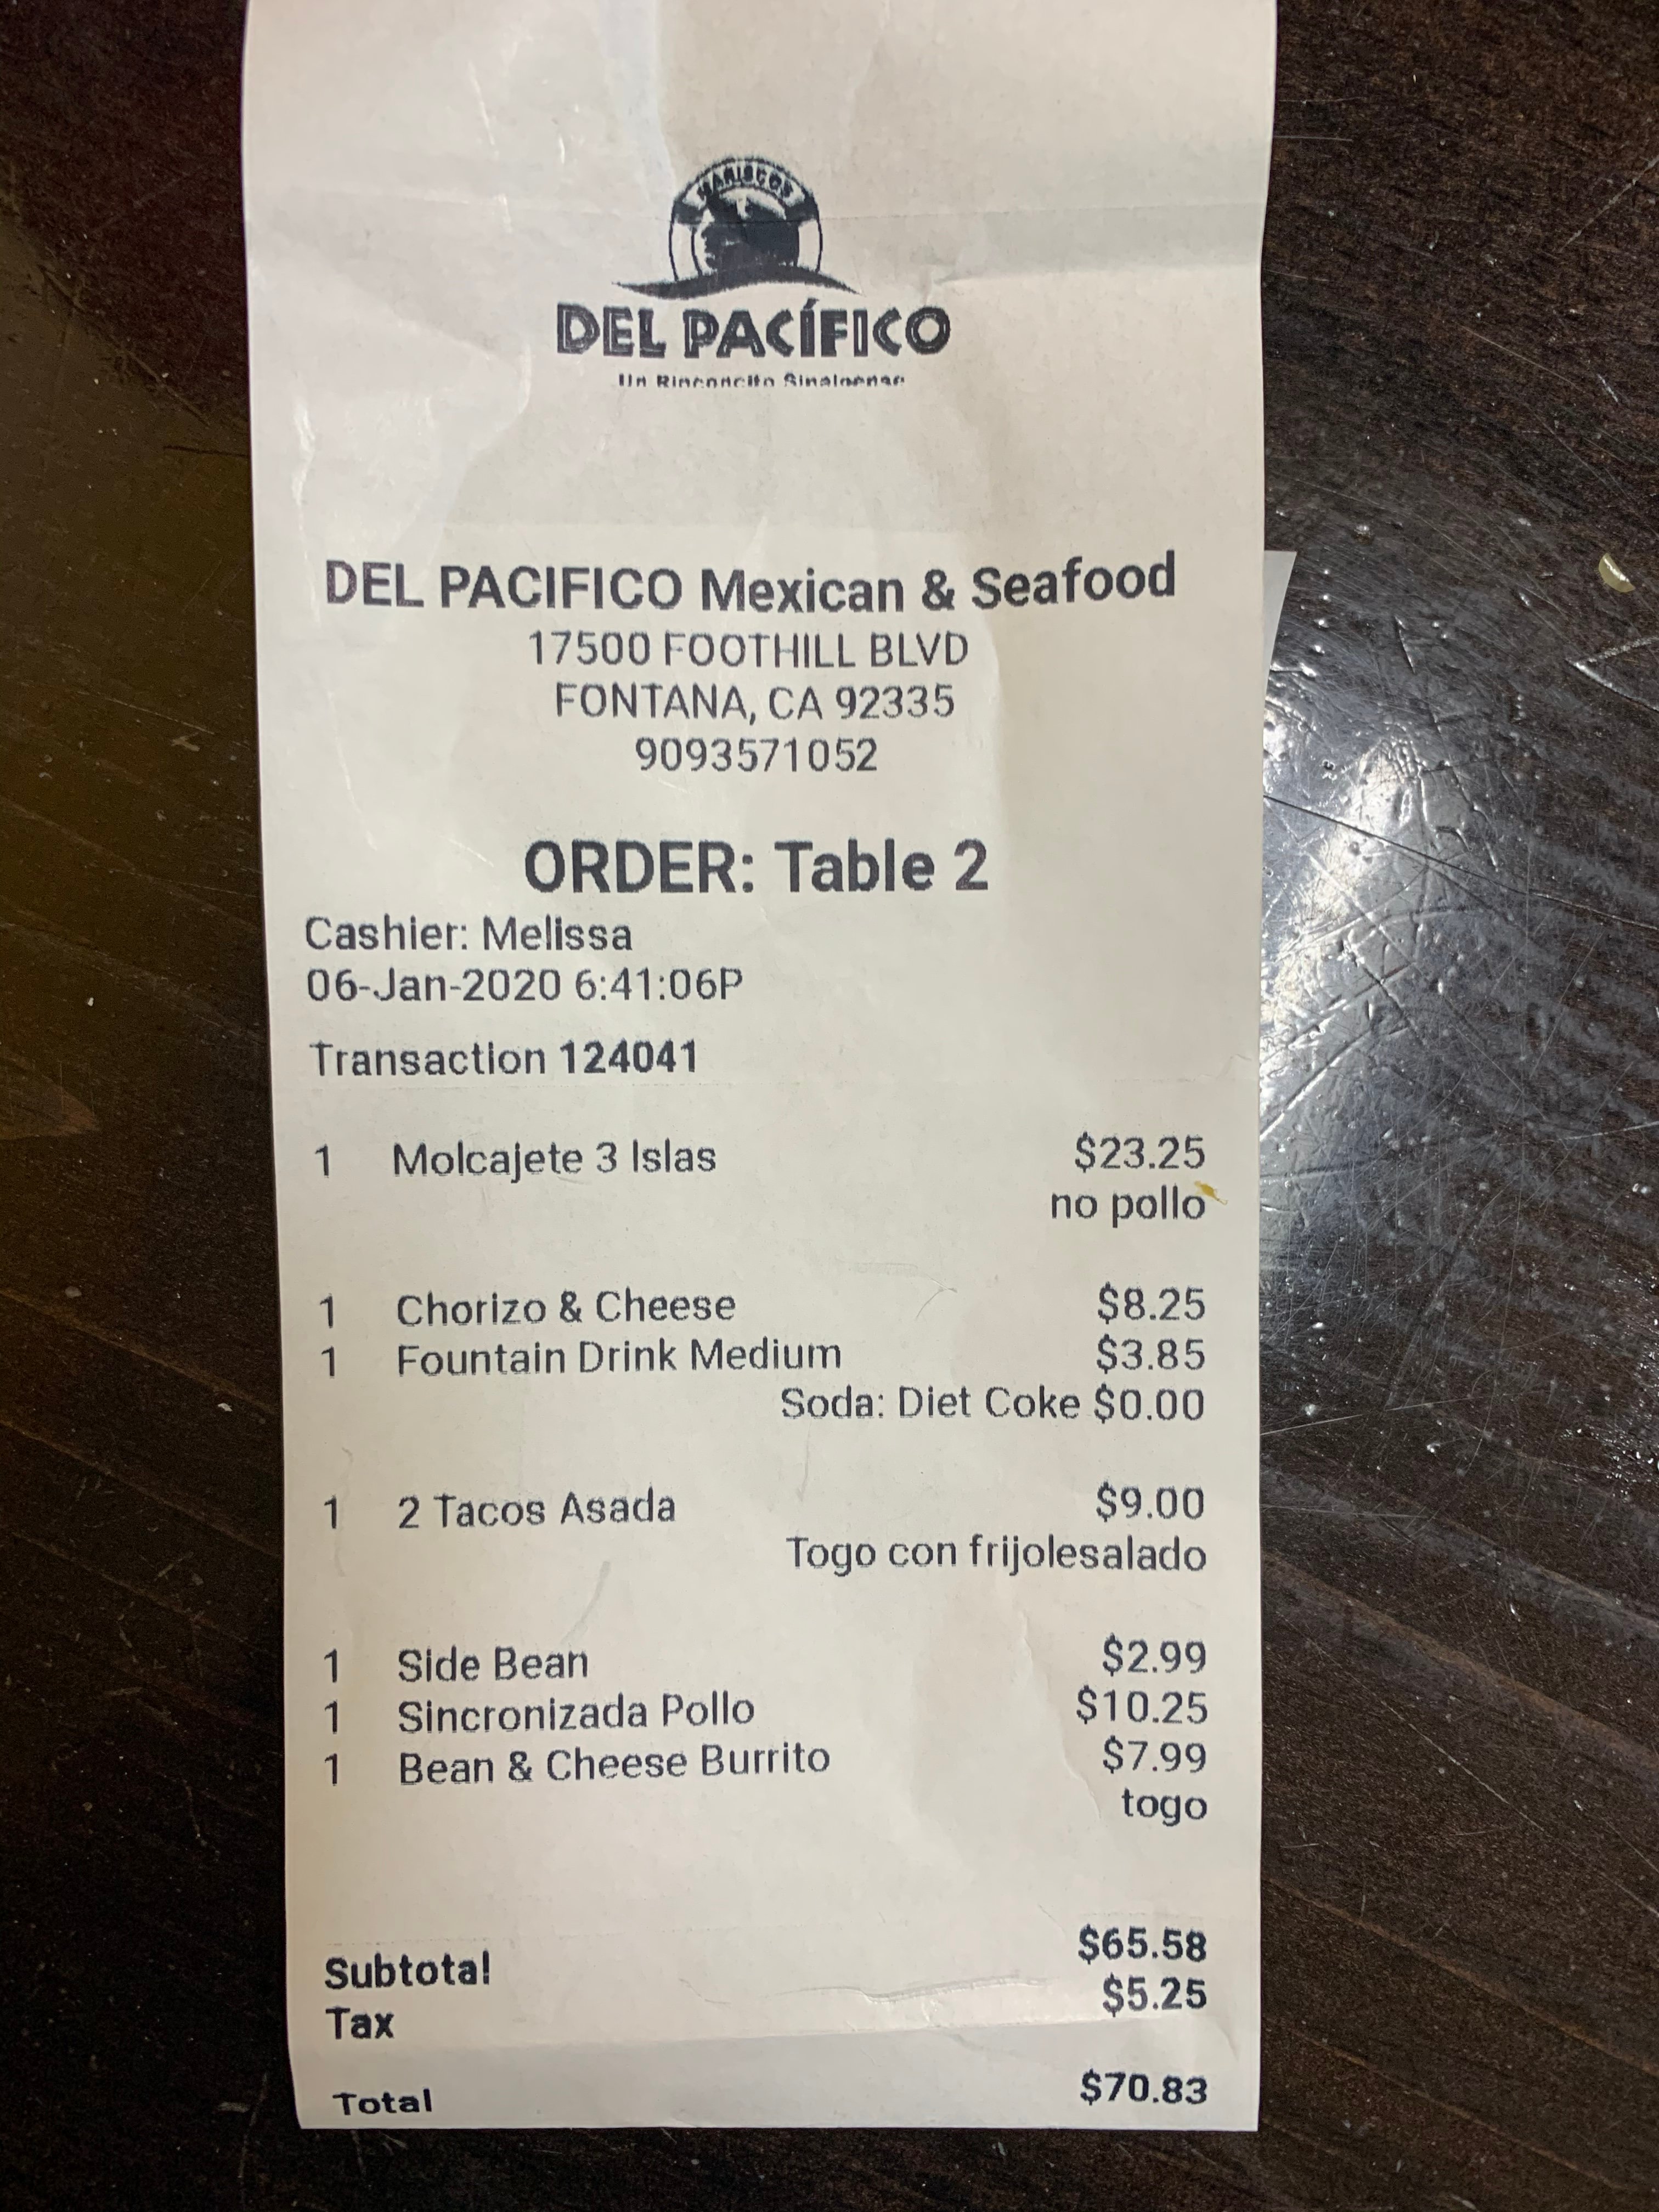 MARISCOS
DEL PACÍFICO
Un Rinconcito Sinaloense
DEL PACIFICO Mexican & Seafood
17500 FOOTHILL BLVD
FONTANA, CA 92335
9093571052
ORDER: Table 2
Cashier: Melissa
06-Jan-2020 6:41:06P
Transaction 124041
1 Molcajete 3 Islas $23.25
no pollo
1 Chorizo & Cheese $8.25
1 Fountain Drink Medium $3.85
Soda: Diet Coke $0.00
1 2 Tacos Asada $9.00
Togo con frijolesalado
1 Side Bean $2.99
1 Sincronizada Pollo $10.25
1 Bean & Cheese Burrito $7.99
togo
Subtotal $65.58
Tax $5.25
Total $70.83